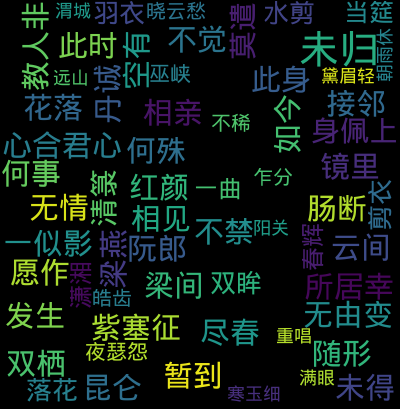 渭城 羽衣 晓云愁 莫遣 水剪 当筵
教人非 此时 空有 不觉 未归 朝雨休
远山 丹诚 巫峡 此身 黛眉轻
花落 相亲 不稀 如今 接邻
心合君心 何殊 身佩上
何事 清篆 红颜 一曲 乍分 镜里
无情 相见 不禁 阳关 肠断 剪衣
一似影 燕 阮郎 春辉 云间
愿作 潇湘 梁 梁间 双眸 所居幸
皓齿
发生 紫塞征 尽春 无由变
双栖 夜瑟怨 重唱 随形
落花 昆仑 暂到 寒玉细 满眼 未得